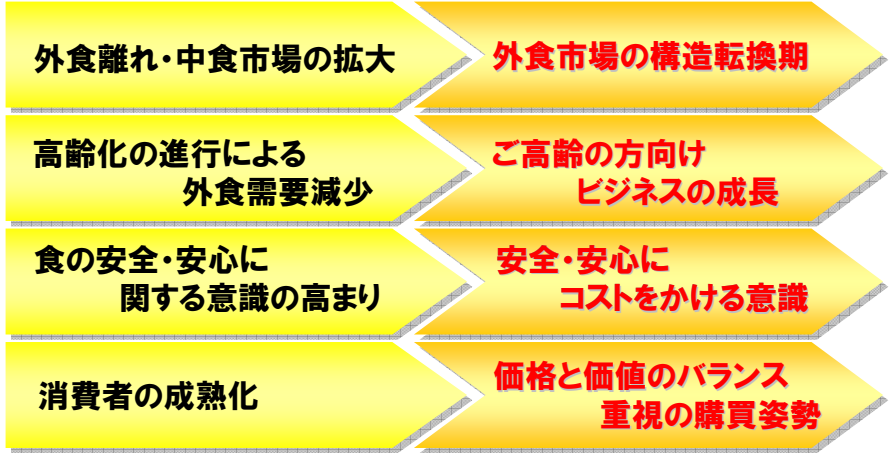 外食離れ・中食市場の拡大
外食市場の構造転換期
高齢化の進行による
外食需要減少
ご高齢の方向け
ビジネスの成長
食の安全・安心に
関する意識の高まり
安全・安心に
コストをかける意識
消費者の成熟化
価格と価値のバランス
重視の購買姿勢